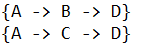 {A -> B -> D}
{A -> C -> D}